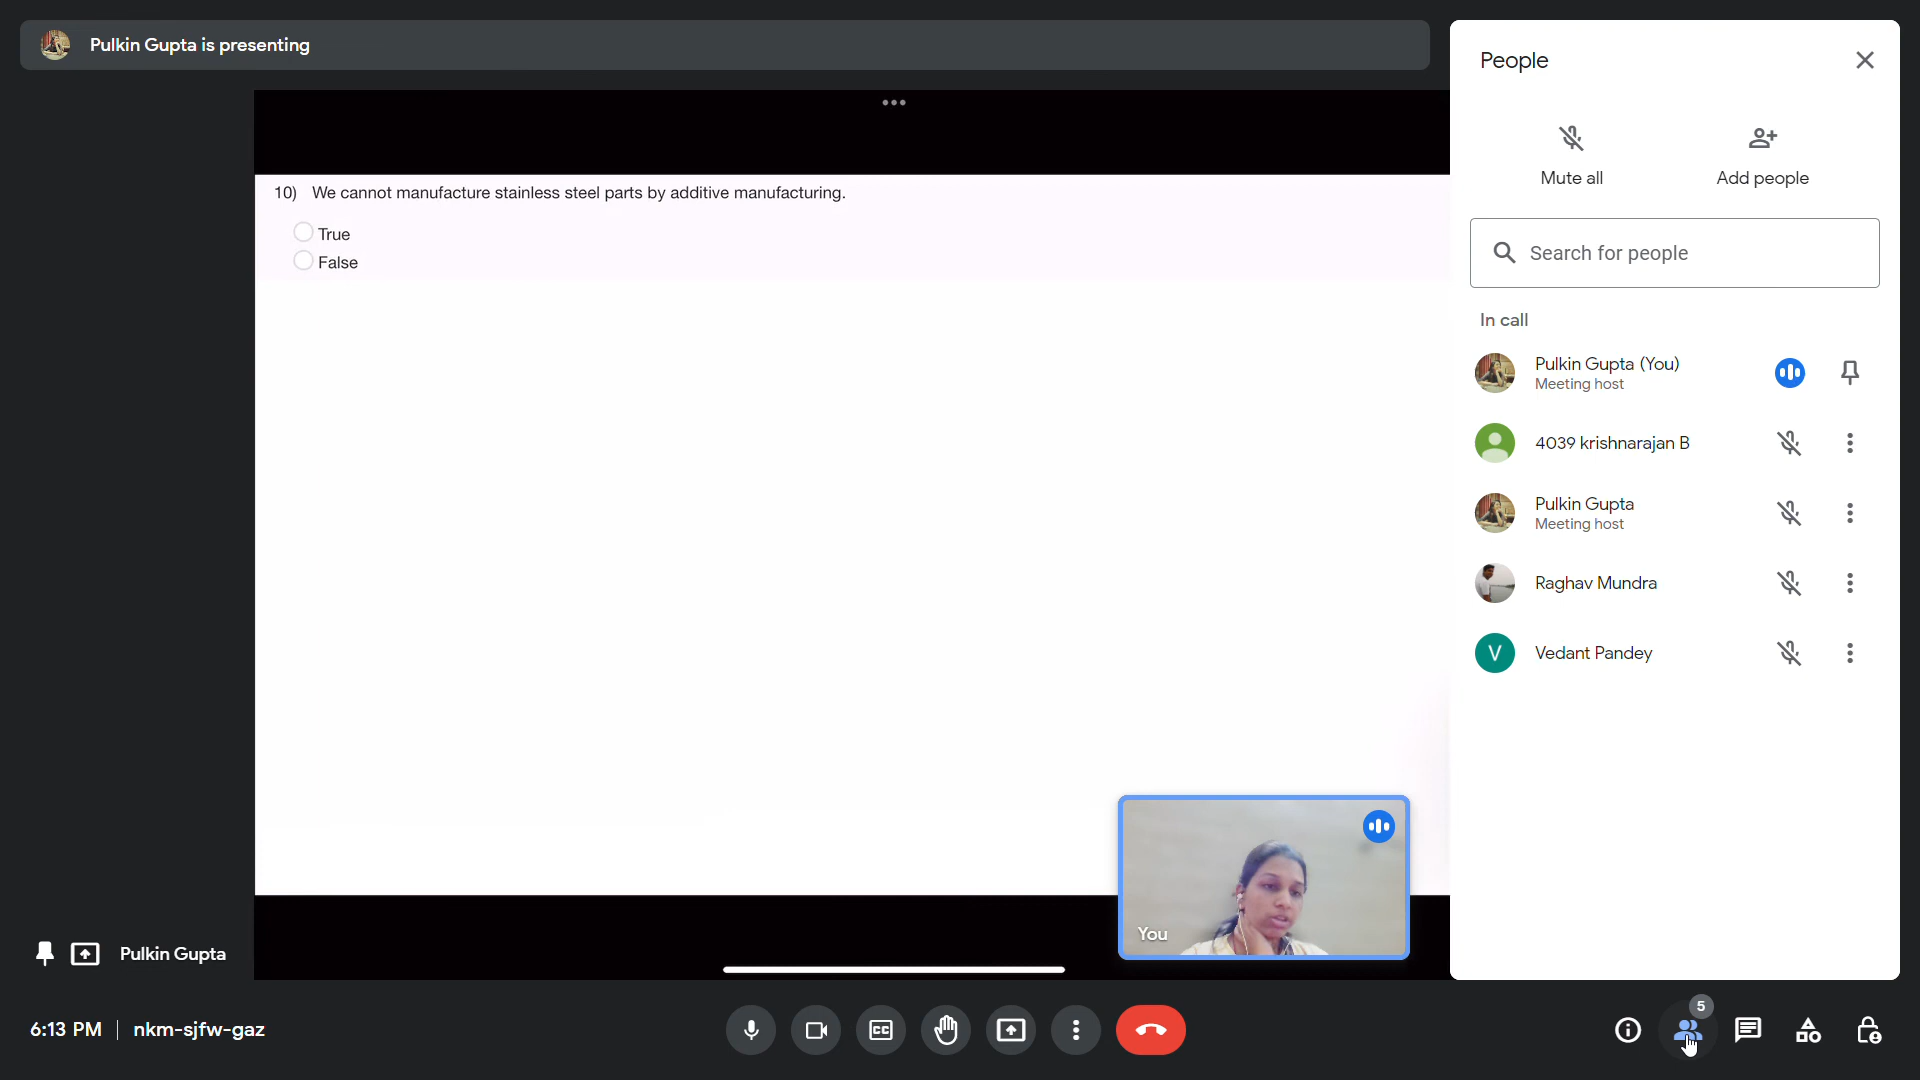 Pulkin Gupta is presenting
10) We cannot manufacture stainless steel parts by additive manufacturing.
True
False
You
Pulkin Gupta
6:13 PM | nkm-sjfw-gaz
People
Mute all
Add people
Search for people
In call
Pulkin Gupta (You)
Meeting host
4039 krishnarajan B
Pulkin Gupta
Meeting host
Raghav Mundra
V
Vedant Pandey
CC
5